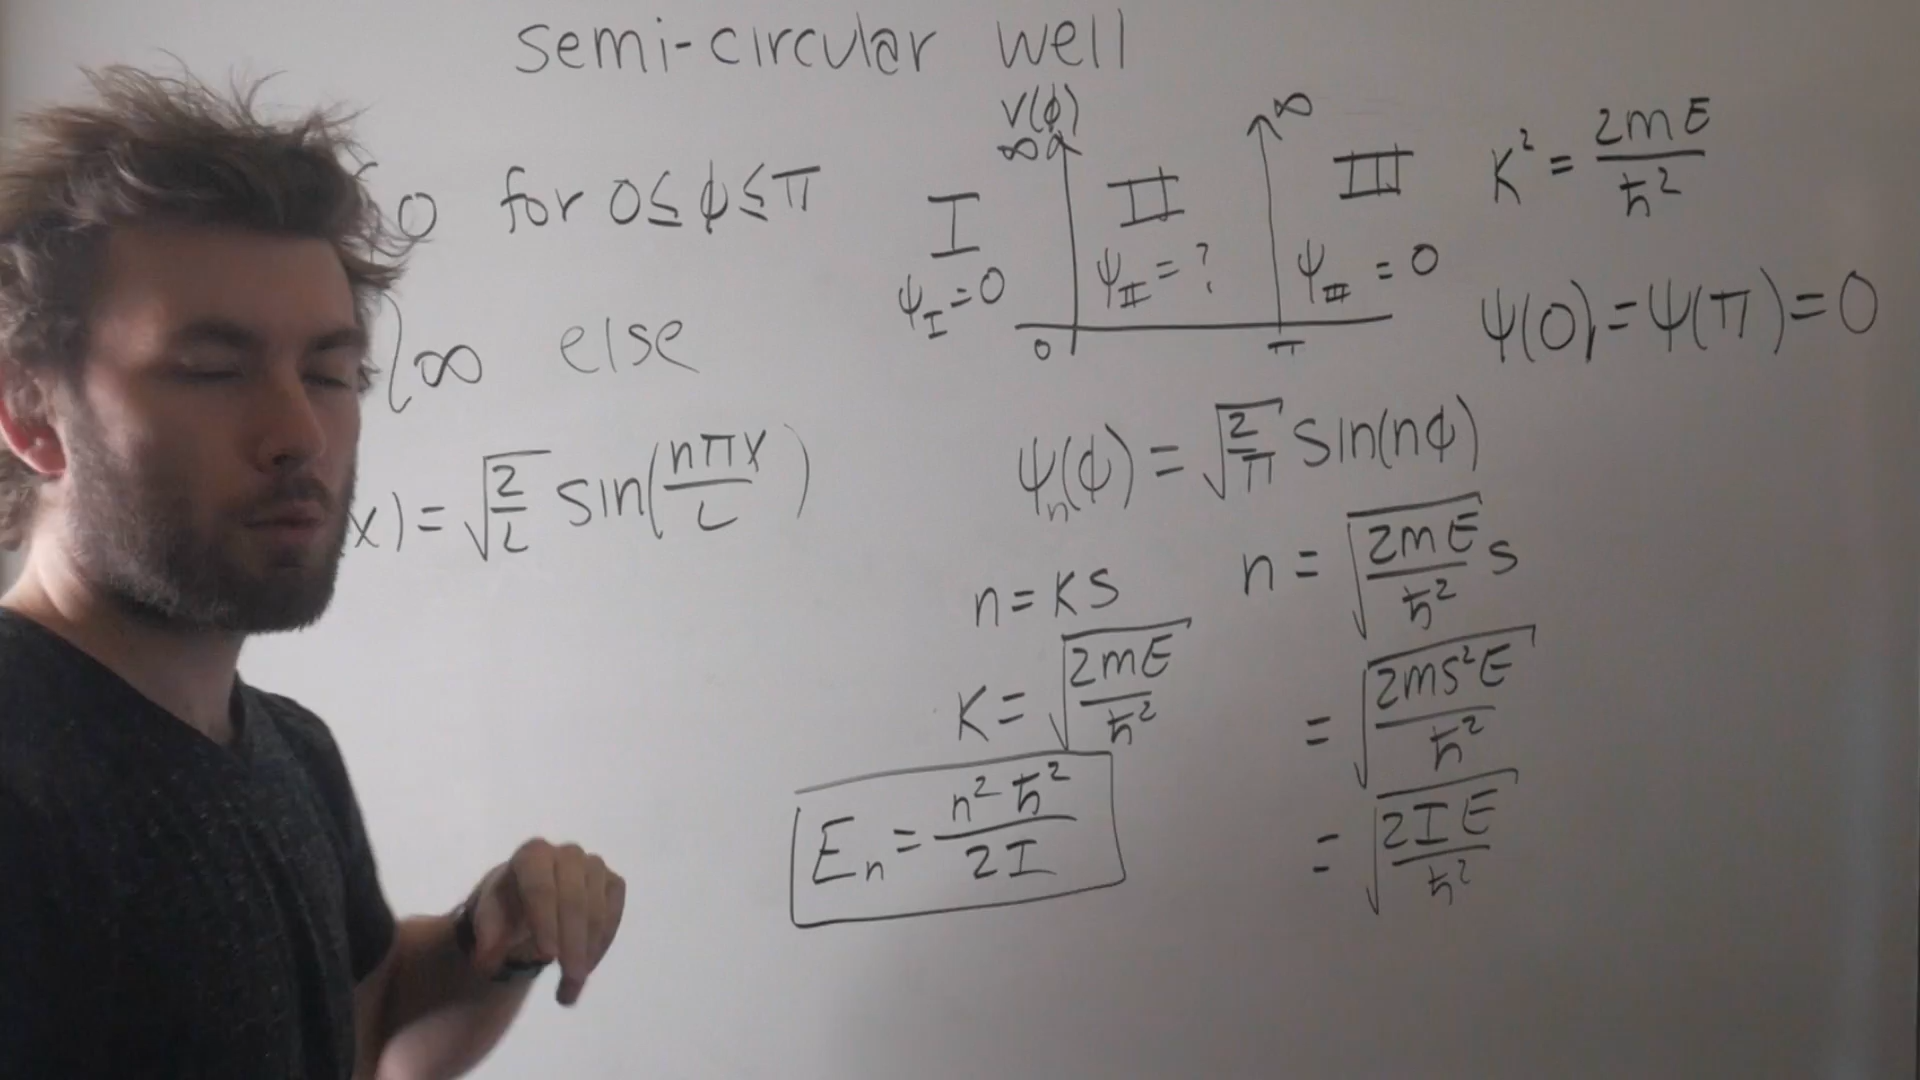 semi-circular well
0 for 0≤ϕ≤π
∞ else
x) = √(2/L) sin(nπx/L)
V(ϕ)
∞ ∞
I II III
ψ_I = 0 ψ_II = ? ψ_III = 0
0 π
K² = 2mE/ħ²
ψ(0) = ψ(π) = 0
ψ_n(ϕ) = √(2/π) sin(nϕ)
n = KS
K = √(2mE/ħ²)
E_n = n²ħ²/2I
n = √(2mE/ħ²) s
= √(2ms²E/ħ²)
= √(2IE/ħ²)